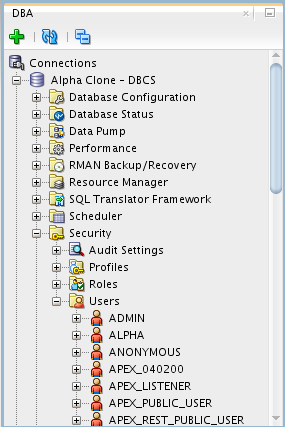 DBA
Connections
Alpha Clone - DBCS
Database Configuration
Database Status
Data Pump
Performance
RMAN Backup/Recovery
Resource Manager
SQL Translator Framework
Scheduler
Security
Audit Settings
Profiles
Roles
Users
ADMIN
ALPHA
ANONYMOUS
APEX_040200
APEX_LISTENER
APEX_PUBLIC_USER
APEX_REST_PUBLIC_USER